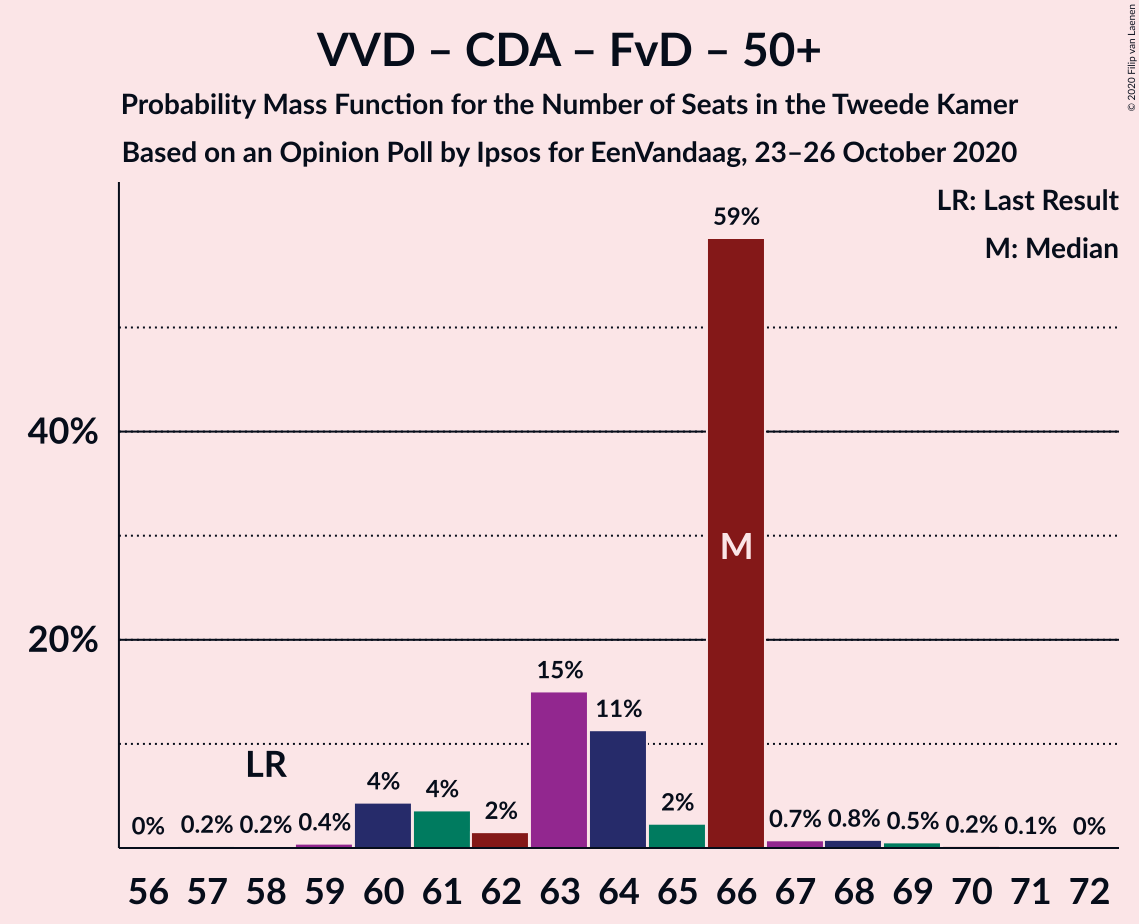 VVD – CDA – FvD – 50+
Probability Mass Function for the Number of Seats in the Tweede Kamer
Based on an Opinion Poll by Ipsos for EenVandaag, 23–26 October 2020
© 2020 Filip van Laenen
LR: Last Result
M: Median
59%
40%
M
20%
15%
11%
LR
4%
4%
2%
2%
0%
0.2%
0.2%
0.4%
0.7%
0.8%
0.5%
0.2%
0.1%
0%
56 57 58 59 60 61 62 63 64 65 66 67 68 69 70 71 72